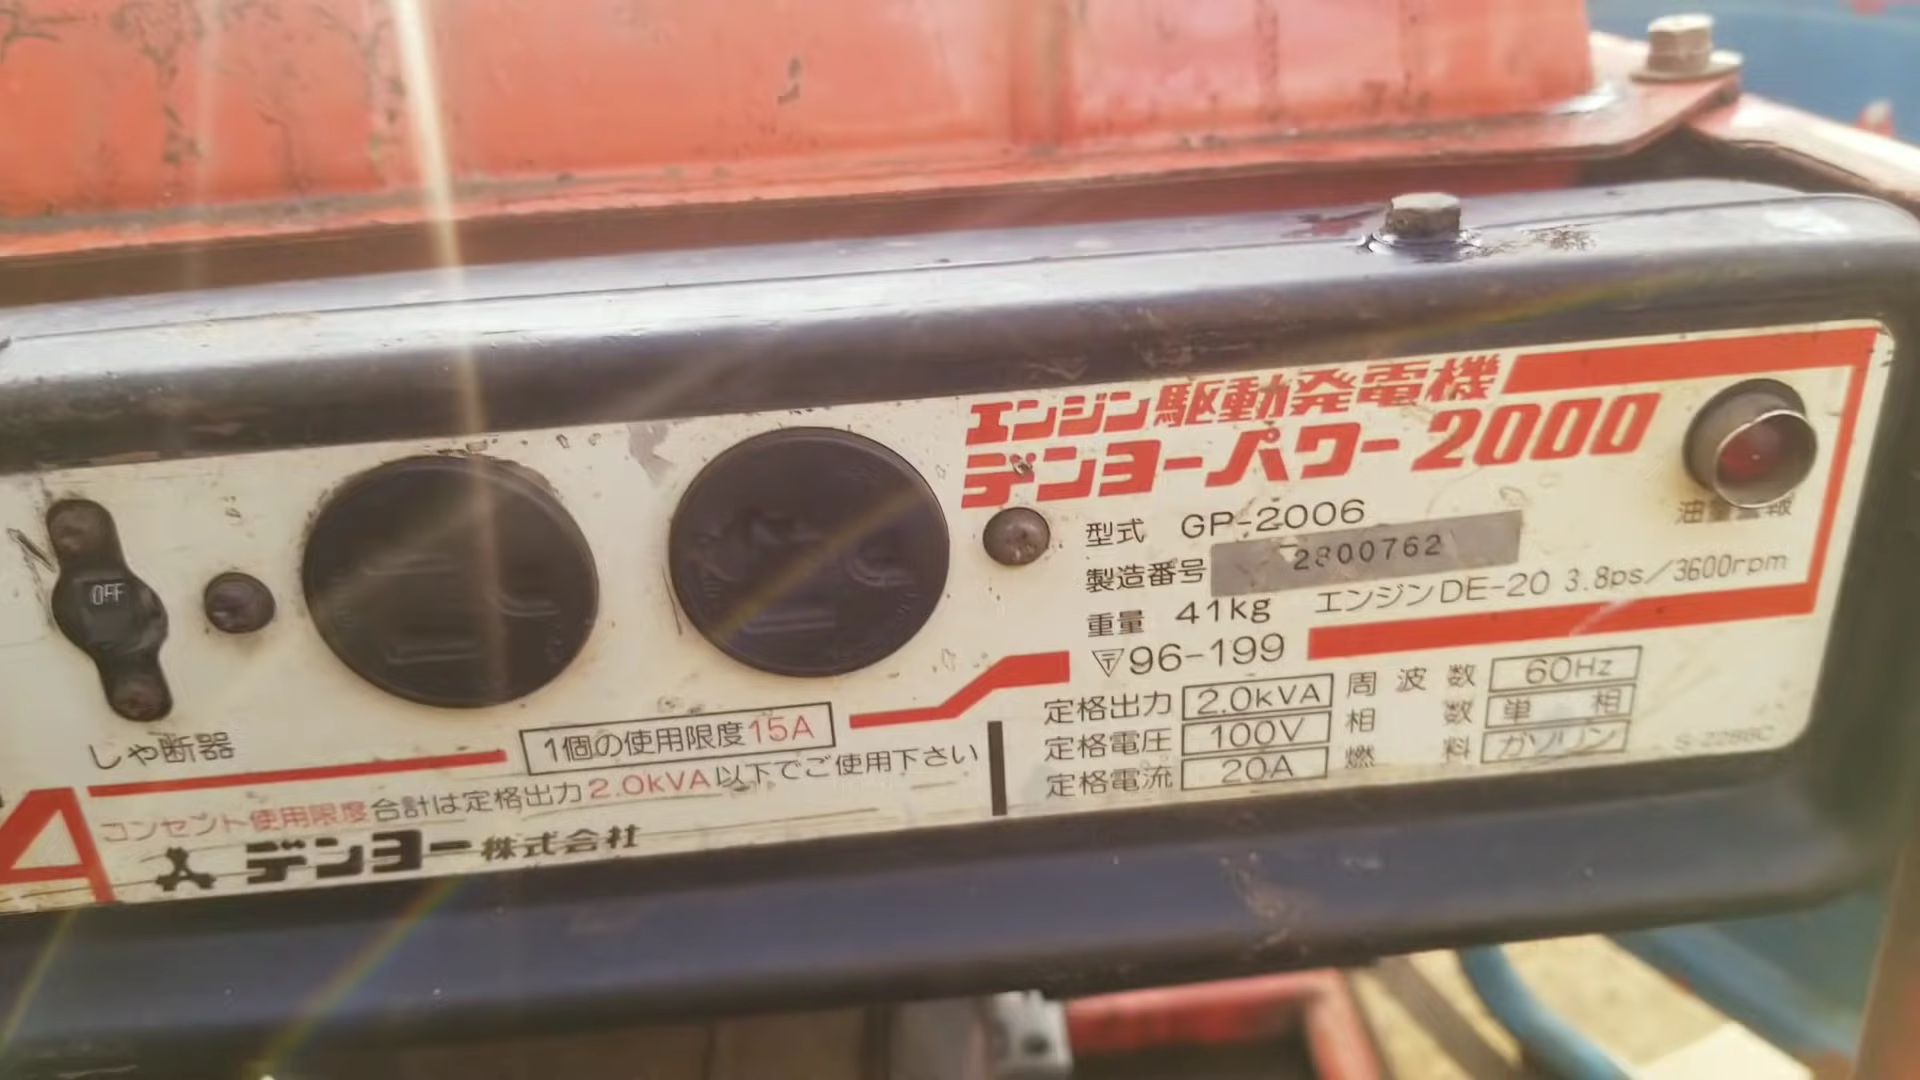 エンジン駆動発電機
デンヨーパワー2000
型式 GP-2006
製造番号 2800762
重量 41kg エンジンDE-20 3.8ps/3600rpm
〒96-199
油量警報
OFF
しゃ断器
1個の使用限度15A
コンセント使用限度合計は定格出力2.0kVA以下でご使用下さい
A
デンヨー株式会社
定格出力 2.0kVA 周波数 60Hz
定格電圧 100V 相数 単相
定格電流 20A 燃料 ガソリン